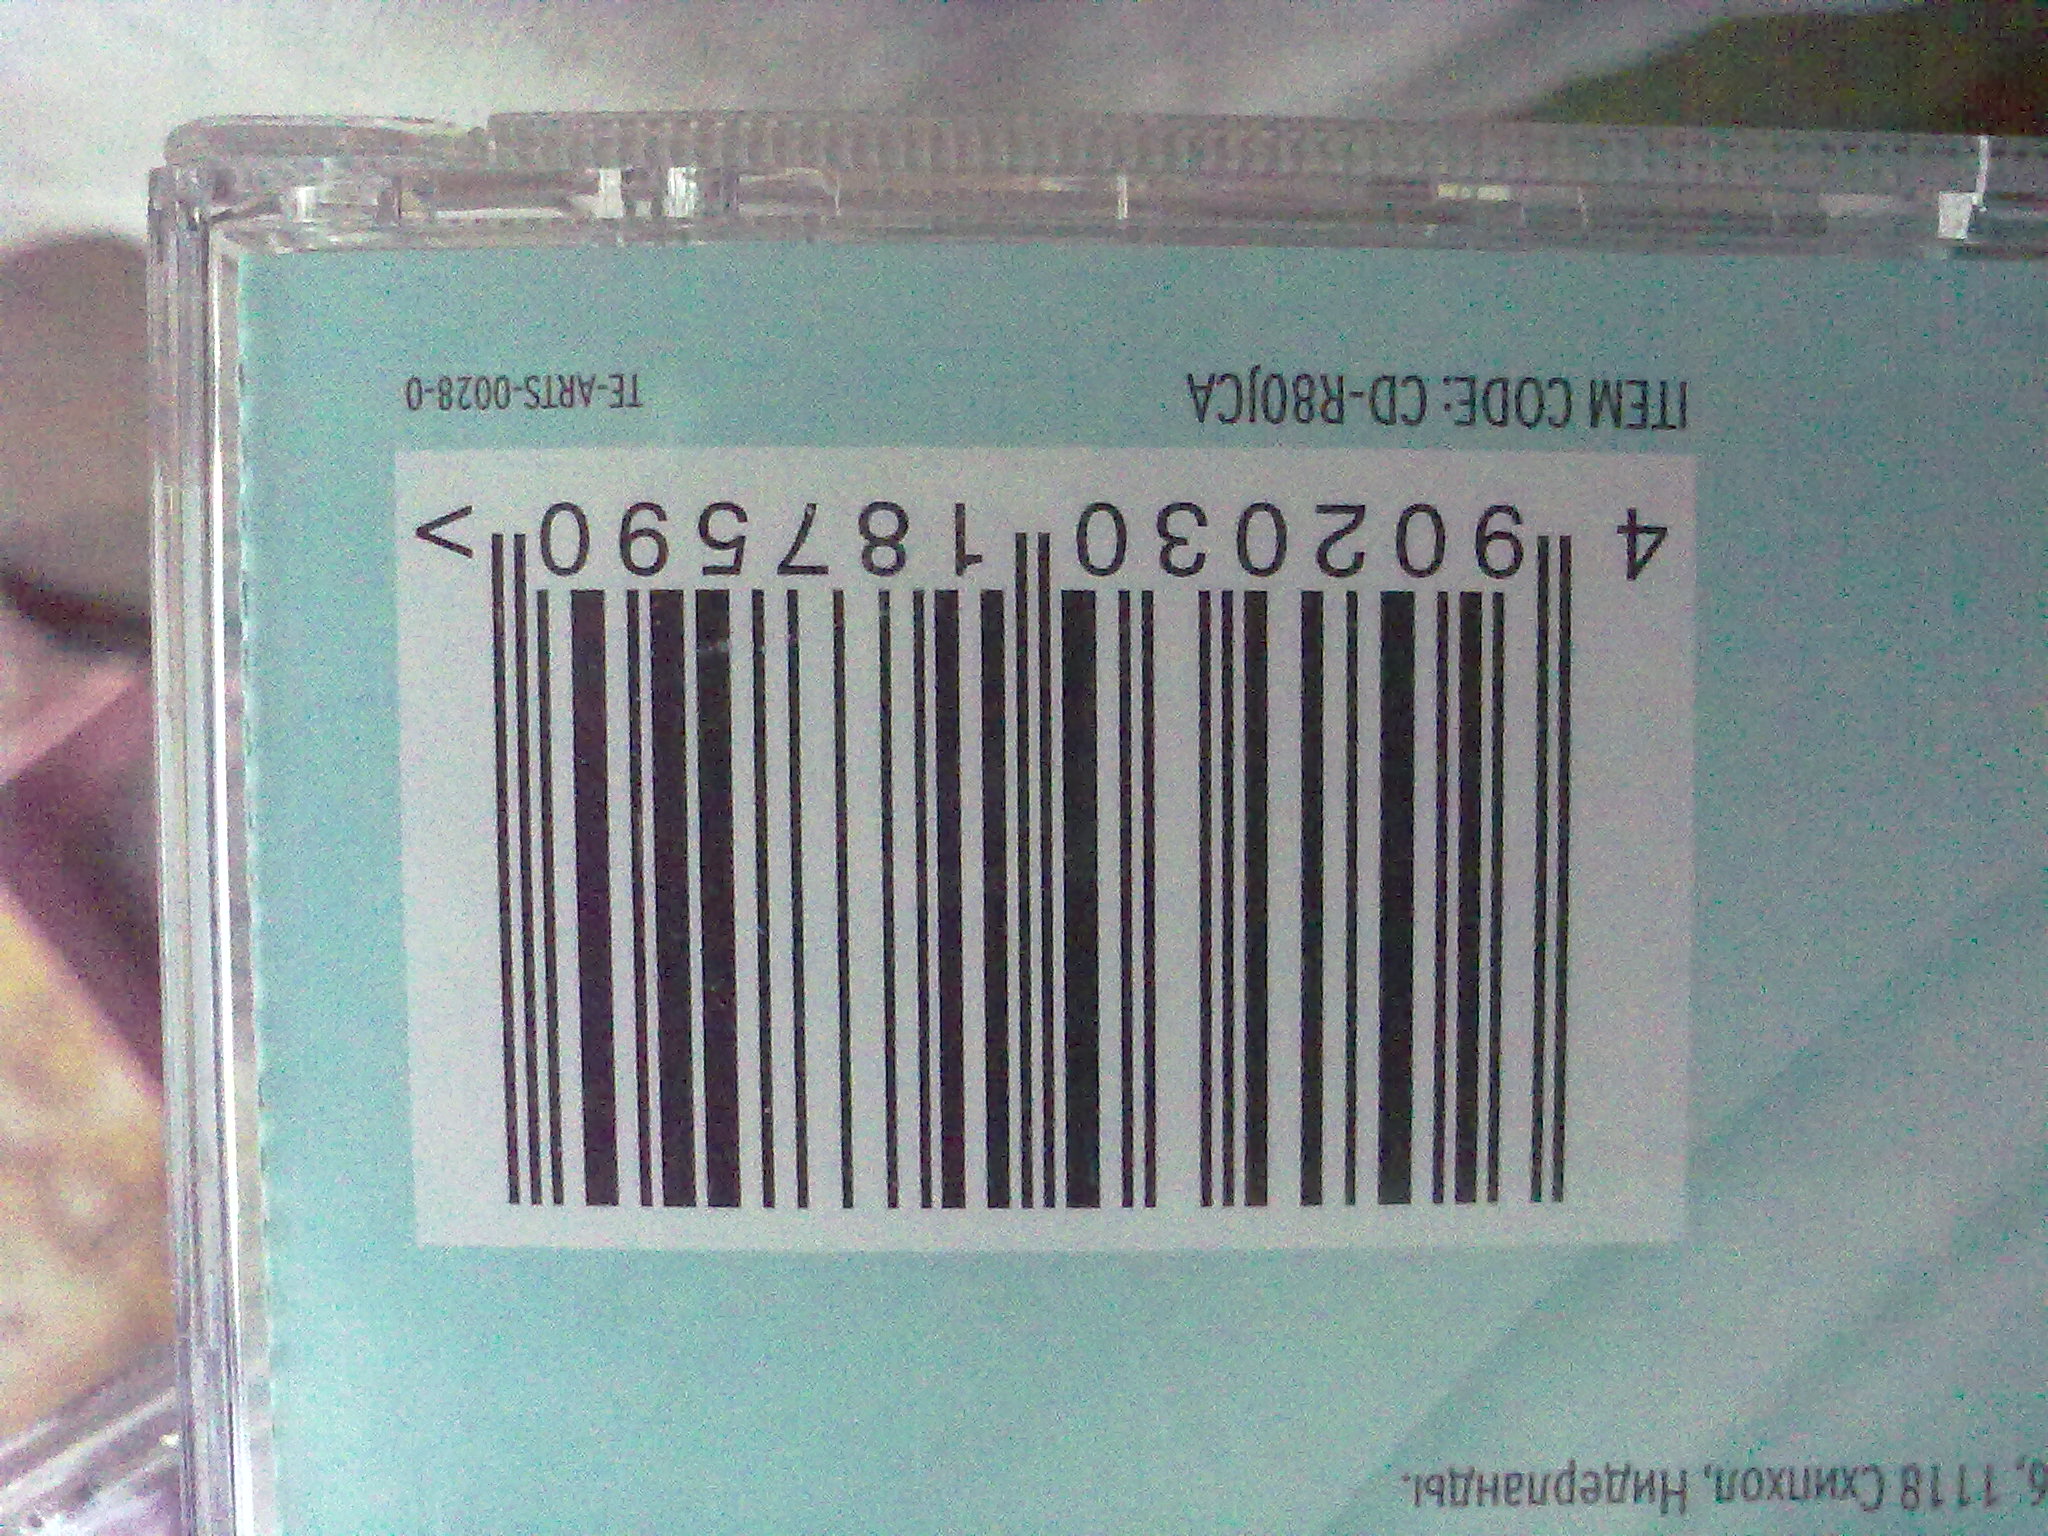 6, 1118 Схипхол, Нидерланды.
4 902030 187590 >
ITEM CODE: CD-R80JCA
TE-ARTS-0028-0